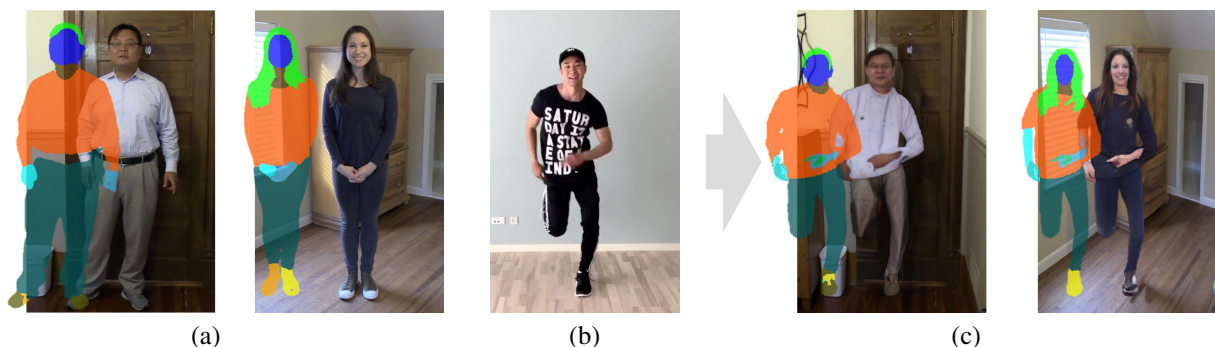 SATUR
DAY IS
A STAT
E OF M
IND.
(a)
(b)
(c)